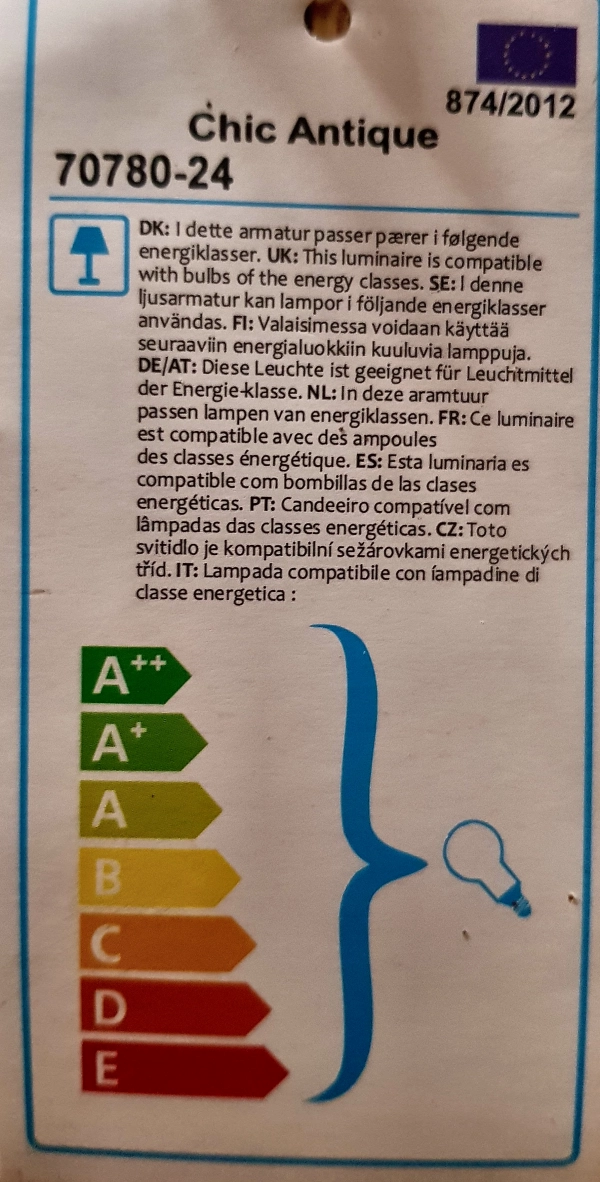 874/2012
Chic Antique
70780-24
DK: I dette armatur passer pærer i følgende
energiklasser. UK: This luminaire is compatible
with bulbs of the energy classes. SE: I denne
ljusarmatur kan lampor i följande energiklasser
användas. FI: Valaisimessa voidaan käyttää
seuraaviin energialuokkiin kuuluvia lamppuja.
DE/AT: Diese Leuchte ist geeignet für Leuchtmittel
der Energie-klasse. NL: In deze aramtuur
passen lampen van energiklassen. FR: Ce luminaire
est compatible avec des ampoules
des classes énergétique. ES: Esta luminaria es
compatible com bombillas de las clases
energéticas. PT: Candeeiro compatível com
lâmpadas das classes energéticas. CZ: Toto
svitidlo je kompatibilní sežárovkami energetických
tříd. IT: Lampada compatibile con íampadine di
classe energetica :
A++
A+
A
B
C
D
E